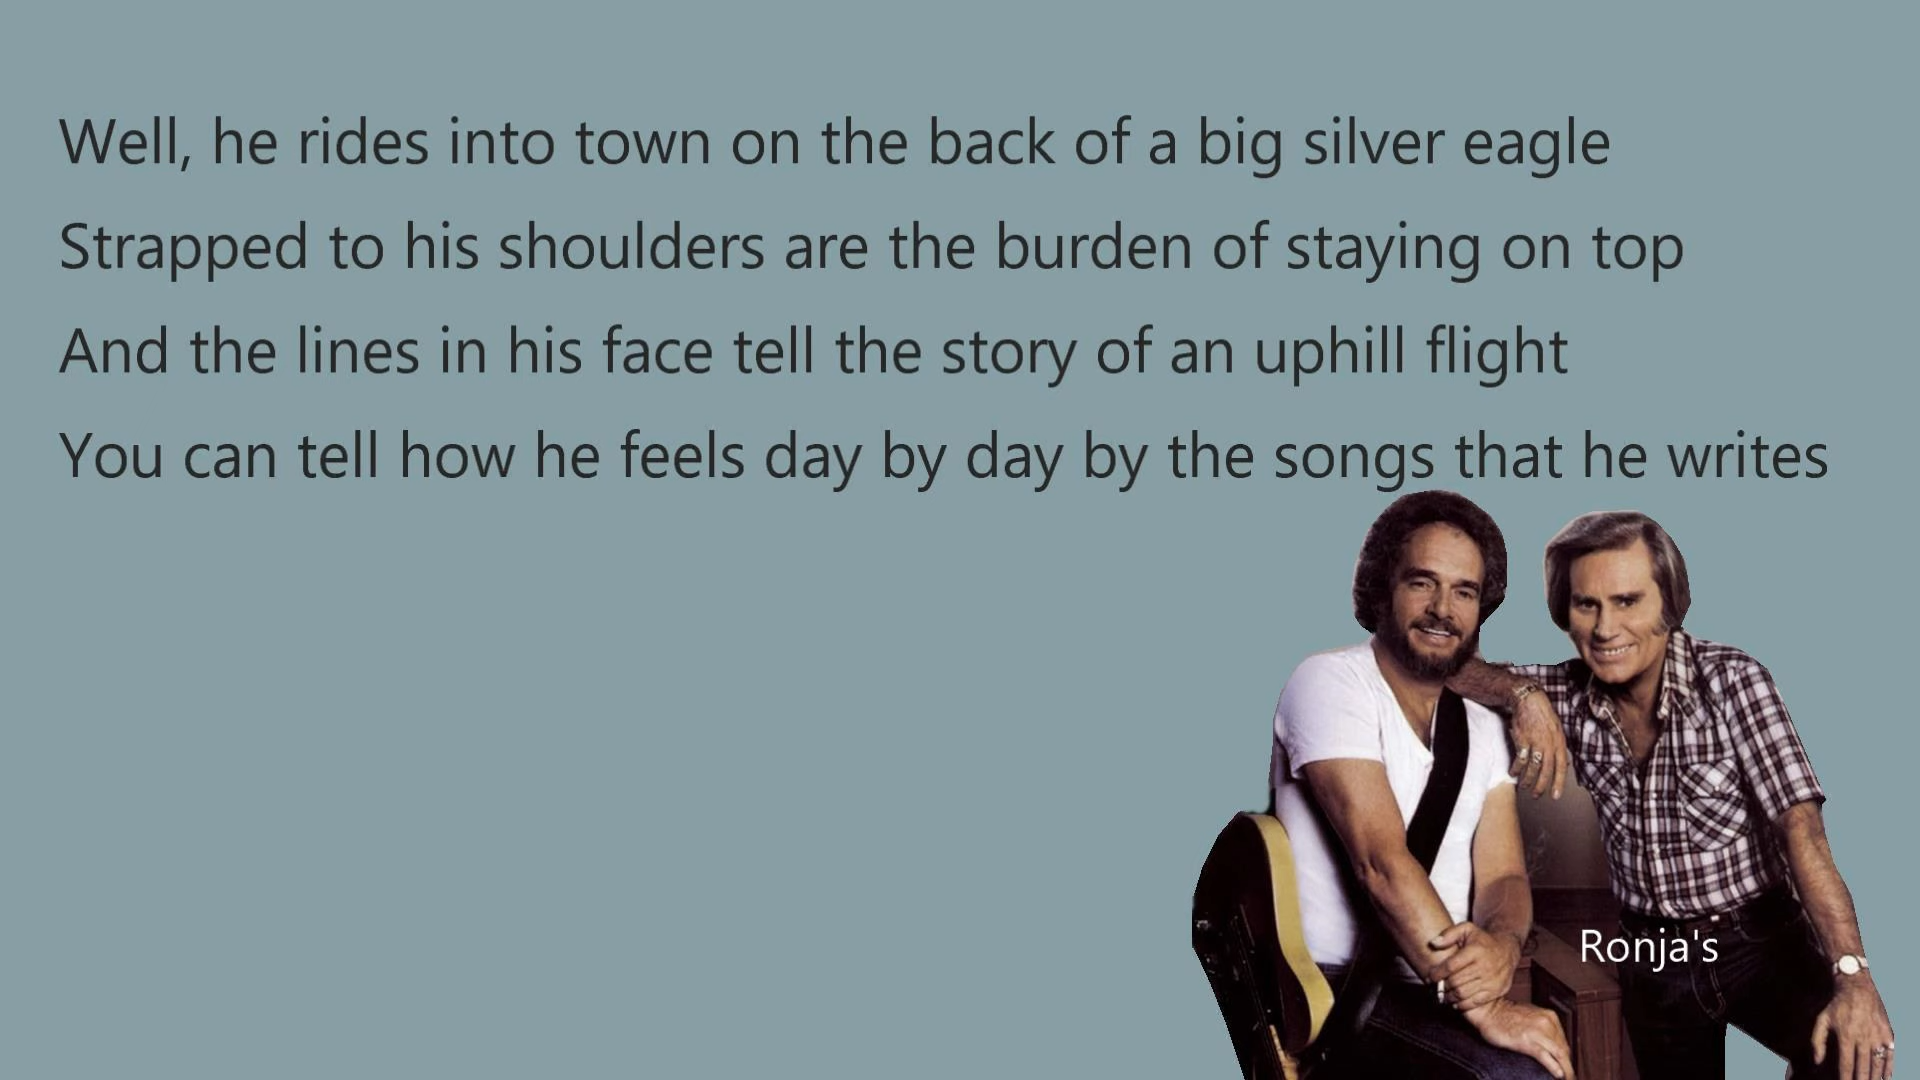 Well, he rides into town on the back of a big silver eagle
Strapped to his shoulders are the burden of staying on top
And the lines in his face tell the story of an uphill flight
You can tell how he feels day by day by the songs that he writes
Ronja's